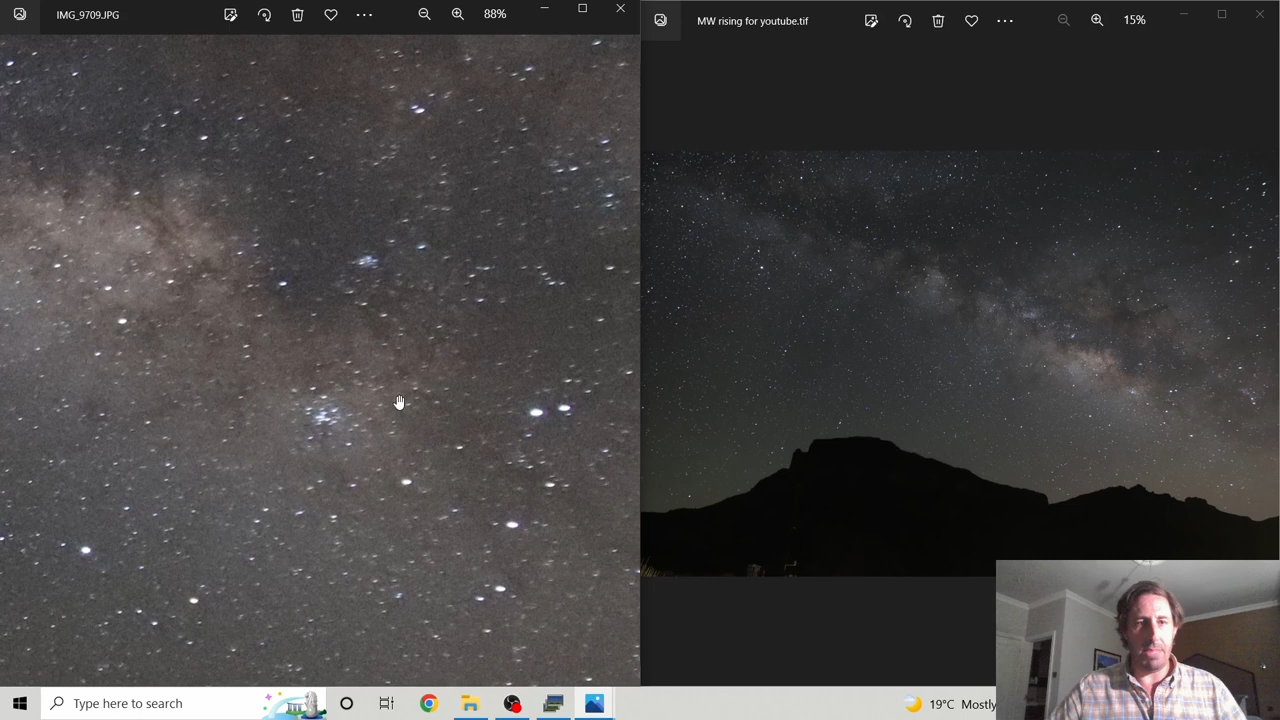 IMG_9709.JPG
88%
MW rising for youtube.tif
15%
Type here to search
19°C Mostly